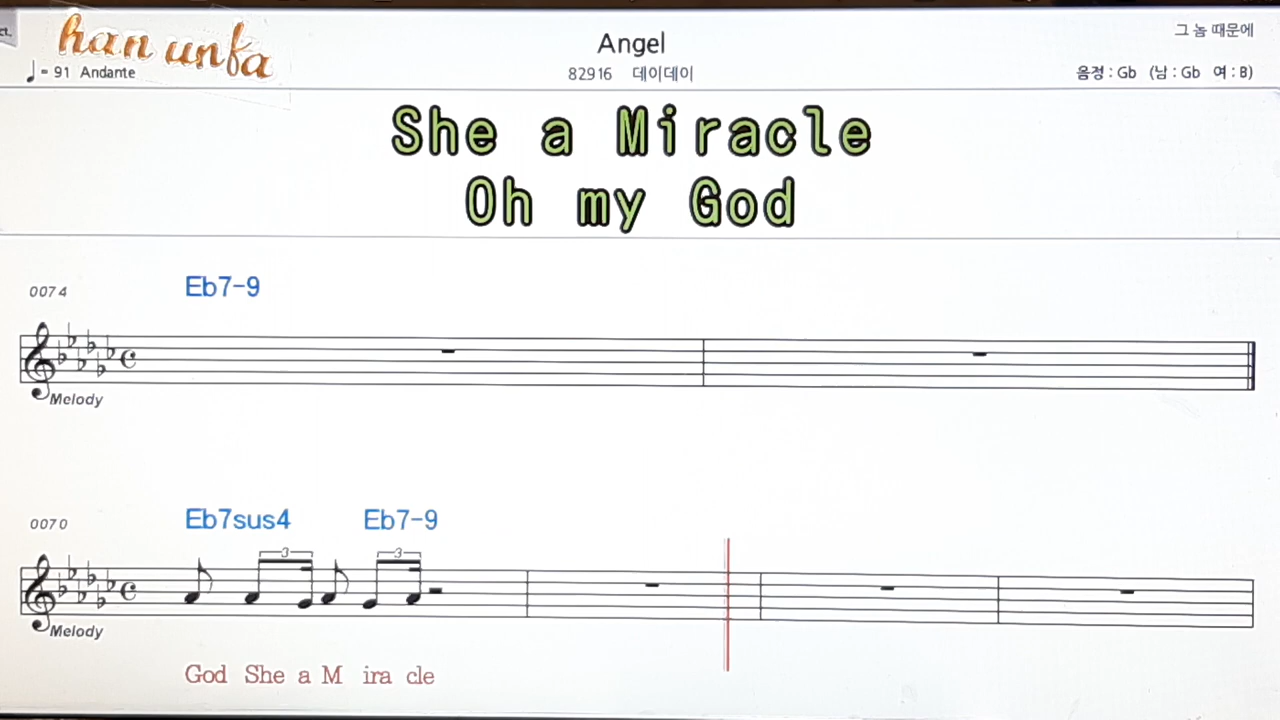 ct.
han unfa
♩= 91 Andante
Angel
82916 데이데이
그 놈 때문에
음정 : Gb (남 : Gb 여 : B)
She a Miracle
Oh my God
0074
Eb7-9
Melody
0070
Eb7sus4 Eb7-9
3 3
Melody
God She a M ira cle